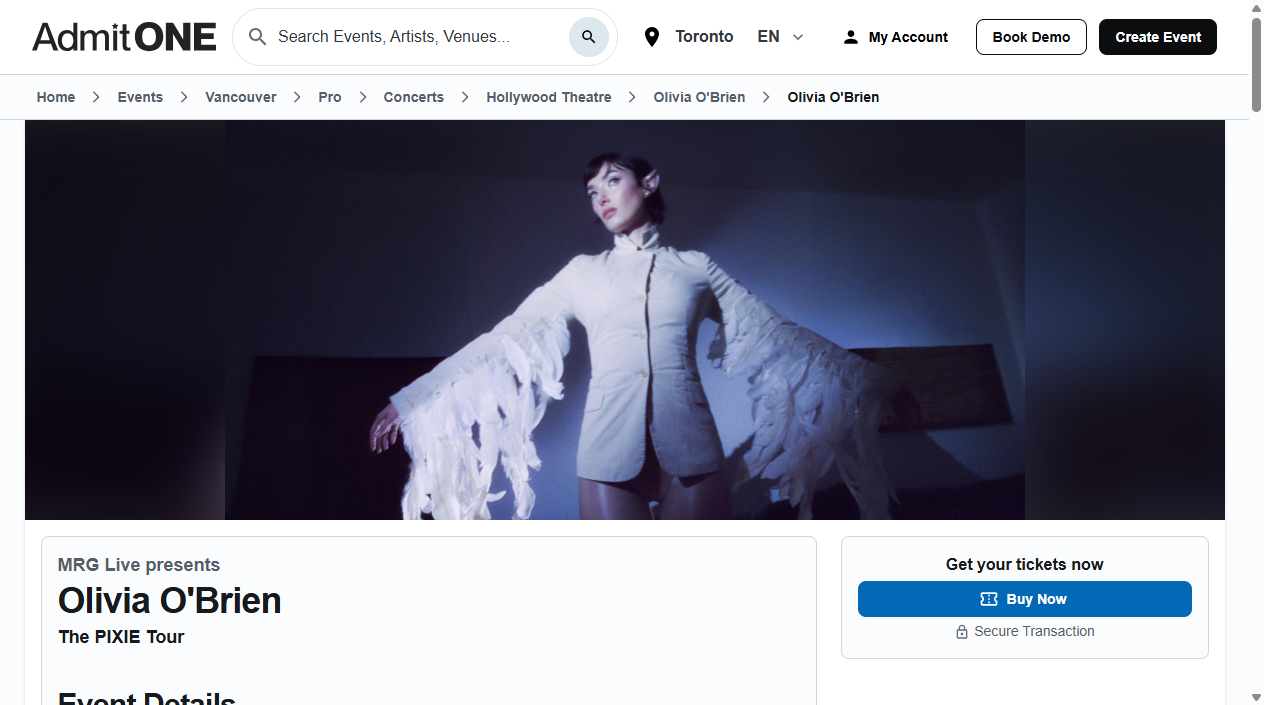 AdmitONE
Search Events, Artists, Venues...
Toronto
EN
My Account
Book Demo
Create Event
Home
Events
Vancouver
Pro
Concerts
Hollywood Theatre
Olivia O'Brien
Olivia O'Brien
MRG Live presents
Olivia O'Brien
The PIXIE Tour
Event Details
Get your tickets now
Buy Now
Secure Transaction